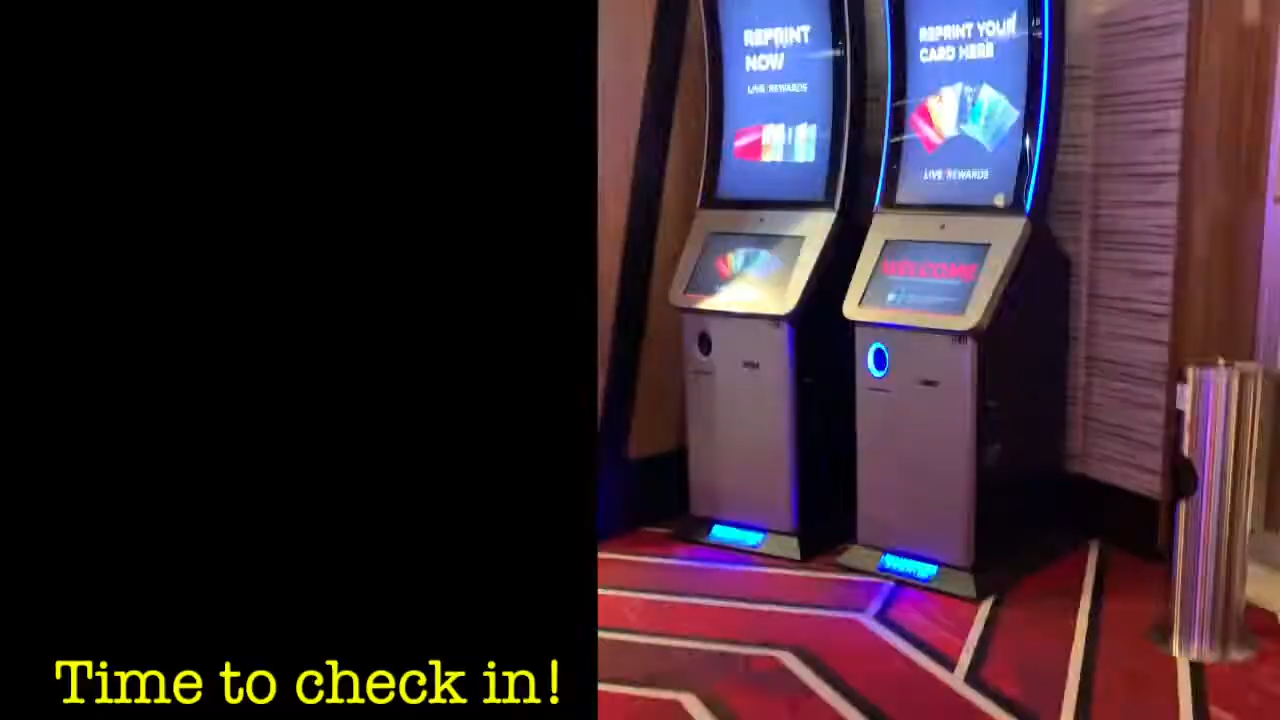 REPRINT
NOW
LIVE REWARDS
REPRINT YOUR
CARD HERE
LIVE REWARDS
WELCOME
Time to check in!